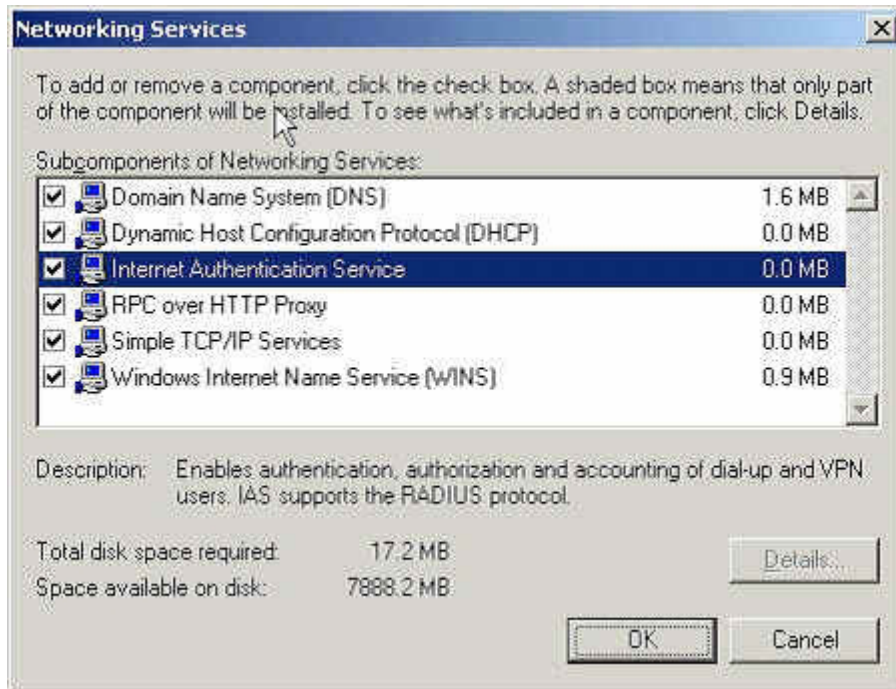 Networking Services
To add or remove a component, click the check box. A shaded box means that only part
of the component will be installed. To see what's included in a component, click Details.
Subcomponents of Networking Services:
Domain Name System (DNS) 1.6 MB
Dynamic Host Configuration Protocol (DHCP) 0.0 MB
Internet Authentication Service 0.0 MB
RPC over HTTP Proxy 0.0 MB
Simple TCP/IP Services 0.0 MB
Windows Internet Name Service (WINS) 0.9 MB
Description: Enables authentication, authorization and accounting of dial-up and VPN
users. IAS supports the RADIUS protocol.
Total disk space required: 17.2 MB
Space available on disk: 7888.2 MB
Details...
OK Cancel